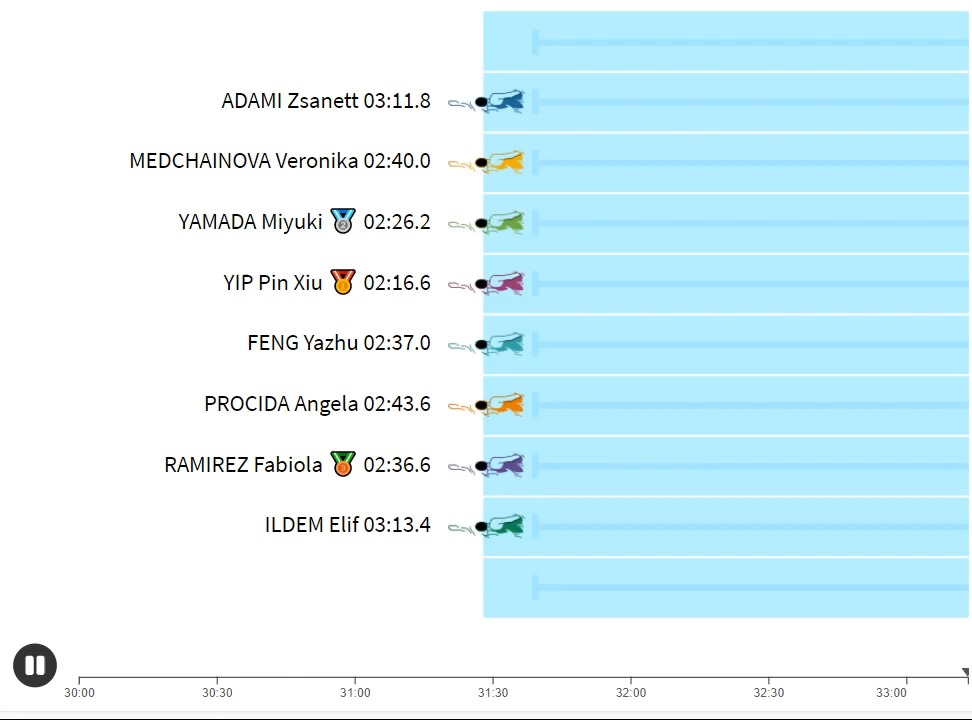 ADAMI Zsanett 03:11.8
MEDCHAINOVA Veronika 02:40.0
YAMADA Miyuki 🥈 02:26.2
YIP Pin Xiu 🥇 02:16.6
FENG Yazhu 02:37.0
PROCIDA Angela 02:43.6
RAMIREZ Fabiola 🥉 02:36.6
ILDEM Elif 03:13.4
30:00 30:30 31:00 31:30 32:00 32:30 33:00